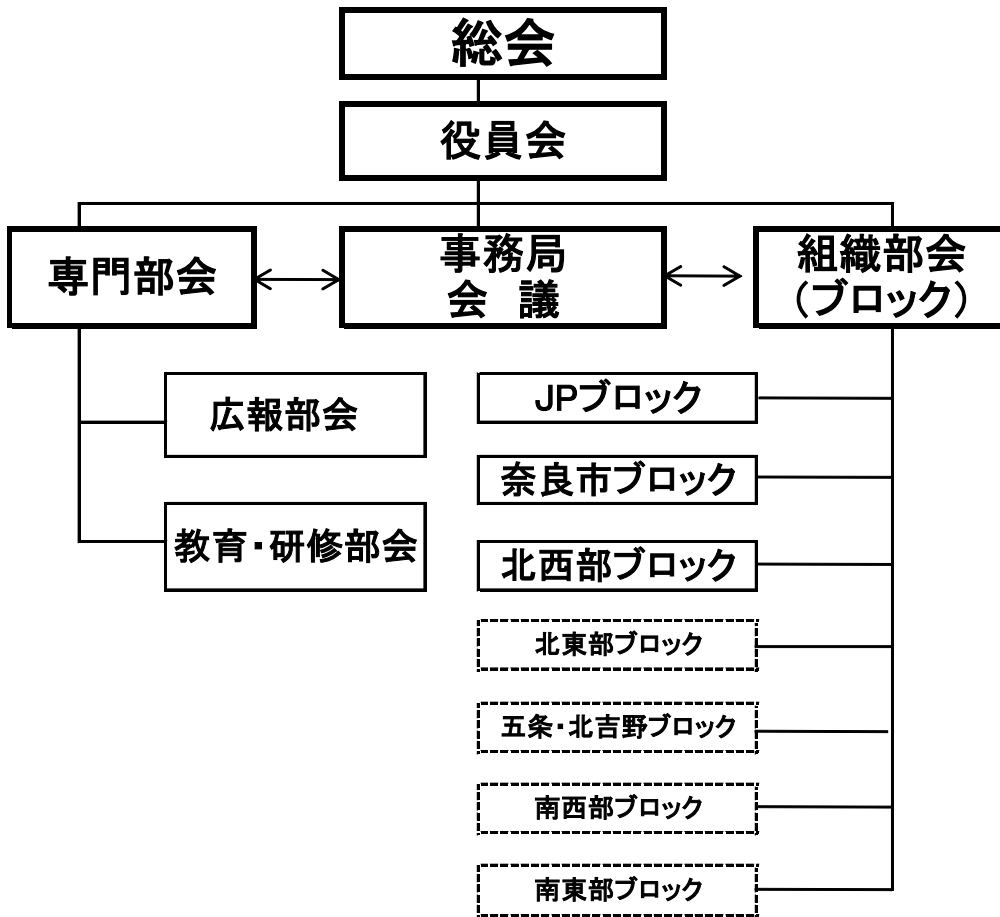 総会
役員会
専門部会
事務局
会　議
組織部会
（ブロック）
広報部会
教育・研修部会
JPブロック
奈良市ブロック
北西部ブロック
北東部ブロック
五条・北吉野ブロック
南西部ブロック
南東部ブロック